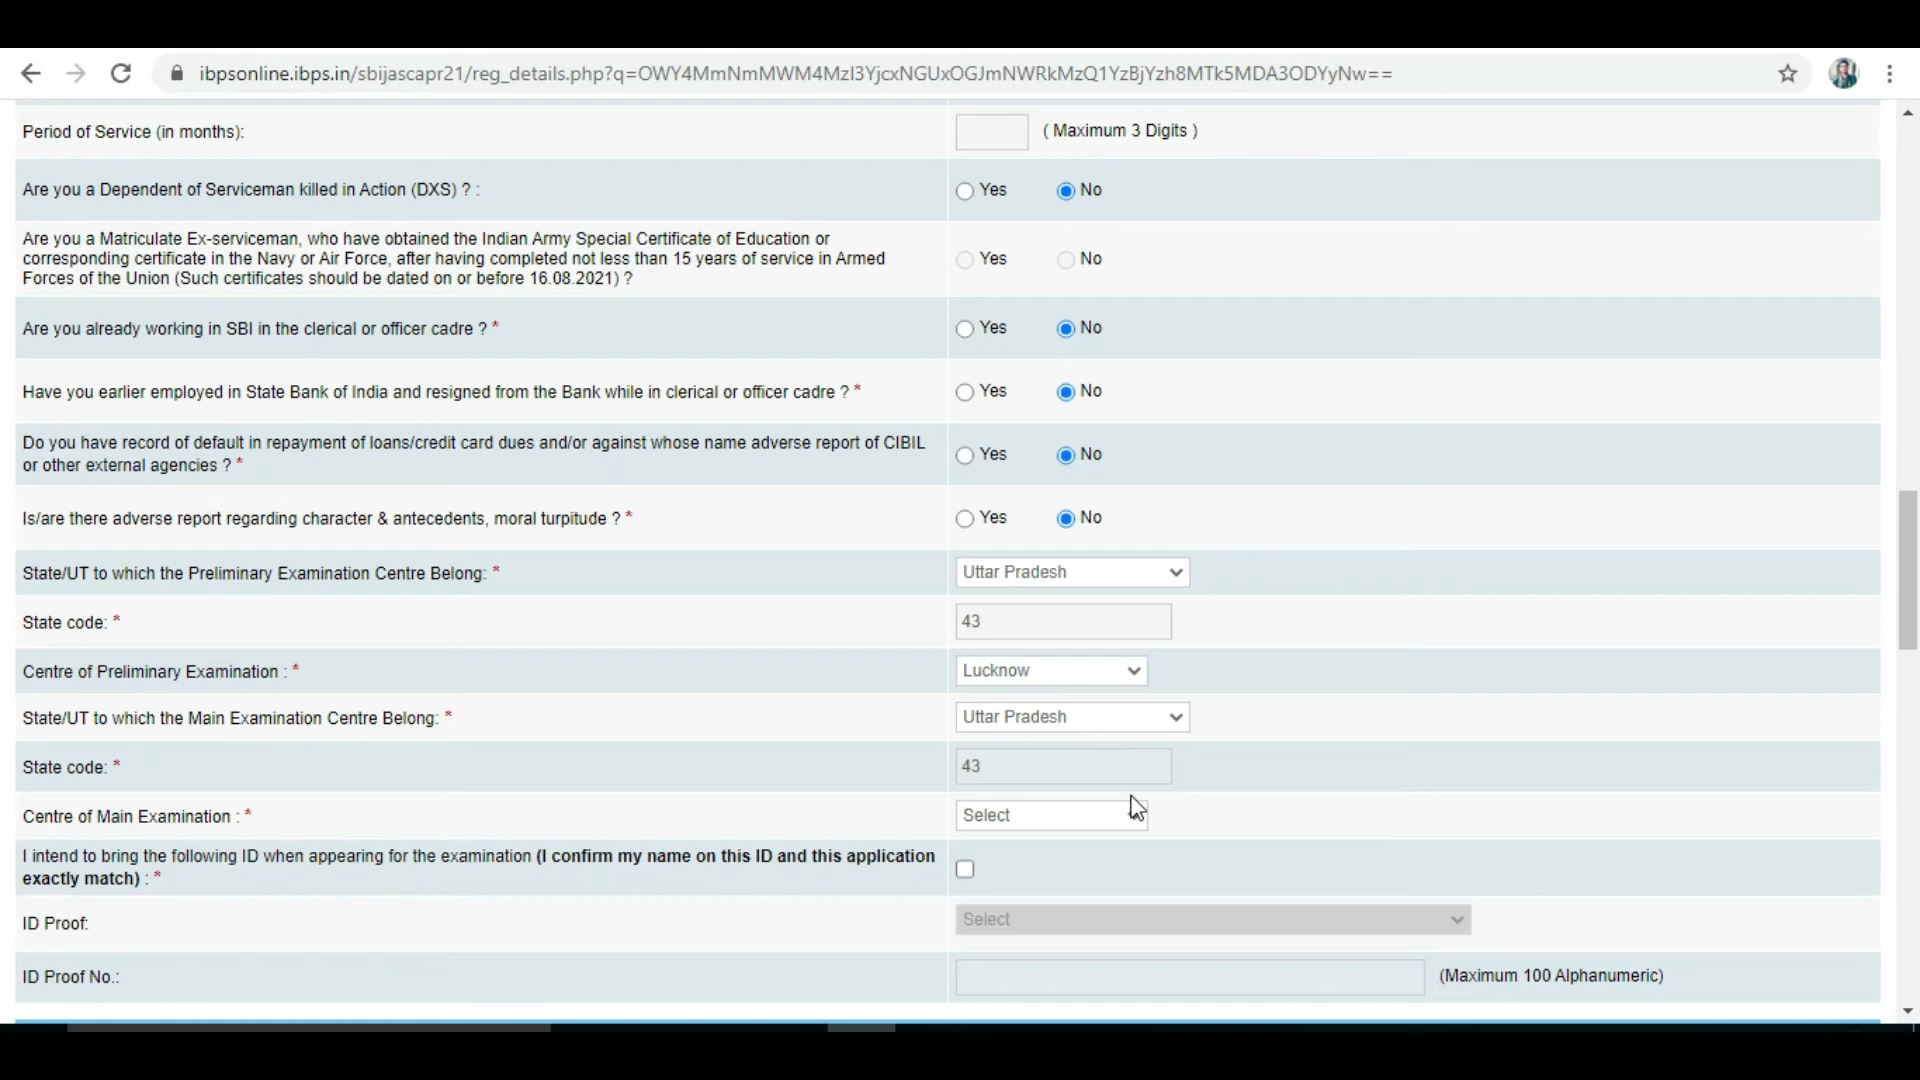 ibpsonline.ibps.in/sbijascapr21/reg_details.php?q=OWY4MmNmMWM4MzI3YjcxNGUxOGJmNWRkMzQ1YzBjYzh8MTk5MDA3ODYyNw==
Period of Service (in months): ( Maximum 3 Digits )
Are you a Dependent of Serviceman killed in Action (DXS) ? : Yes No
Are you a Matriculate Ex-serviceman, who have obtained the Indian Army Special Certificate of Education or
corresponding certificate in the Navy or Air Force, after having completed not less than 15 years of service in Armed Yes No
Forces of the Union (Such certificates should be dated on or before 16.08.2021) ?
Are you already working in SBI in the clerical or officer cadre ? * Yes No
Have you earlier employed in State Bank of India and resigned from the Bank while in clerical or officer cadre ? * Yes No
Do you have record of default in repayment of loans/credit card dues and/or against whose name adverse report of CIBIL Yes No
or other external agencies ? *
Is/are there adverse report regarding character & antecedents, moral turpitude ? * Yes No
State/UT to which the Preliminary Examination Centre Belong: * Uttar Pradesh
State code: * 43
Centre of Preliminary Examination : * Lucknow
State/UT to which the Main Examination Centre Belong: * Uttar Pradesh
State code: * 43
Centre of Main Examination : * Select
I intend to bring the following ID when appearing for the examination (I confirm my name on this ID and this application
exactly match) : *
ID Proof: Select
ID Proof No.: (Maximum 100 Alphanumeric)